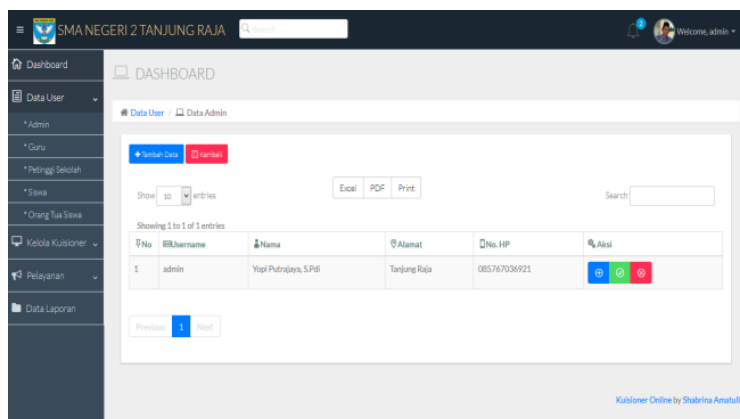 SMA NEGERI 2 TANJUNG RAJA Search 2 Welcome, admin
Dashboard
Data User
* Admin
* Guru
* Petinggi Sekolah
* Siswa
* Orang Tua Siswa
Kelola Kuisioner
Pelayanan
Data Laporan
DASHBOARD
Data User / Data Admin
Tambah Data Kembali
Show 10 entries Excel PDF Print Search:
Showing 1 to 1 of 1 entries
No Username Nama Alamat No. HP Aksi
1 admin Yopi Putrajaya, S.Pdi Tanjung Raja 085767036921
Previous 1 Next
Kuisioner Online by Shabrina Amatull